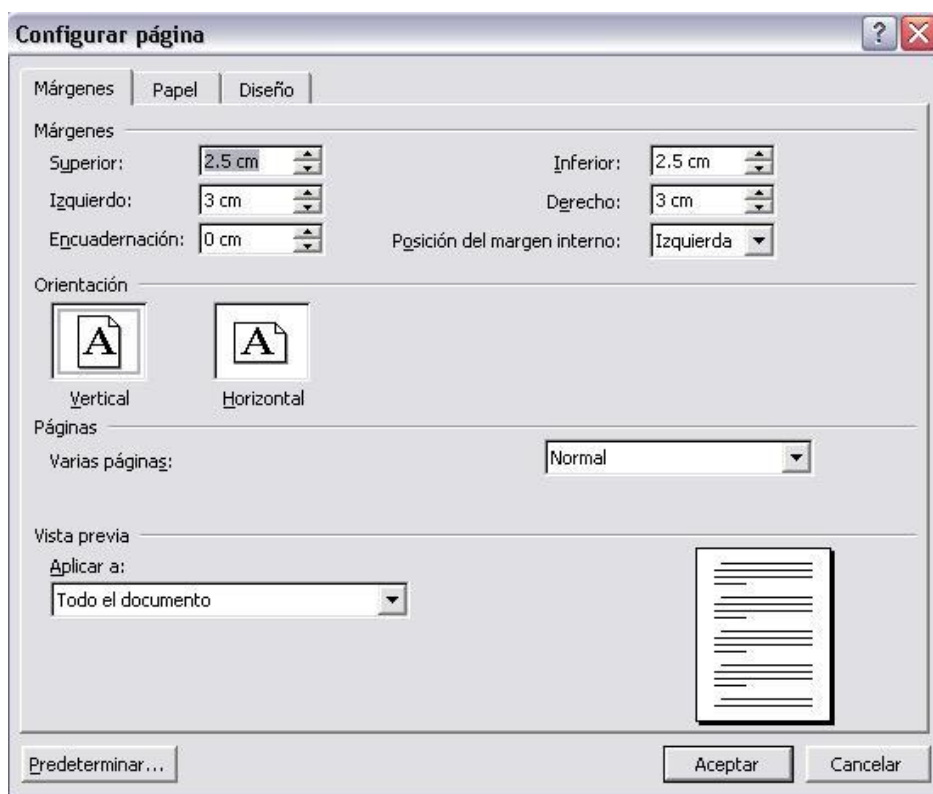 Configurar página
Márgenes Papel Diseño
Márgenes
Superior: 2.5 cm Inferior: 2.5 cm
Izquierdo: 3 cm Derecho: 3 cm
Encuadernación: 0 cm Posición del margen interno: Izquierda
Orientación
A A
Vertical Horizontal
Páginas
Varias páginas: Normal
Vista previa
Aplicar a:
Todo el documento
Predeterminar... Aceptar Cancelar